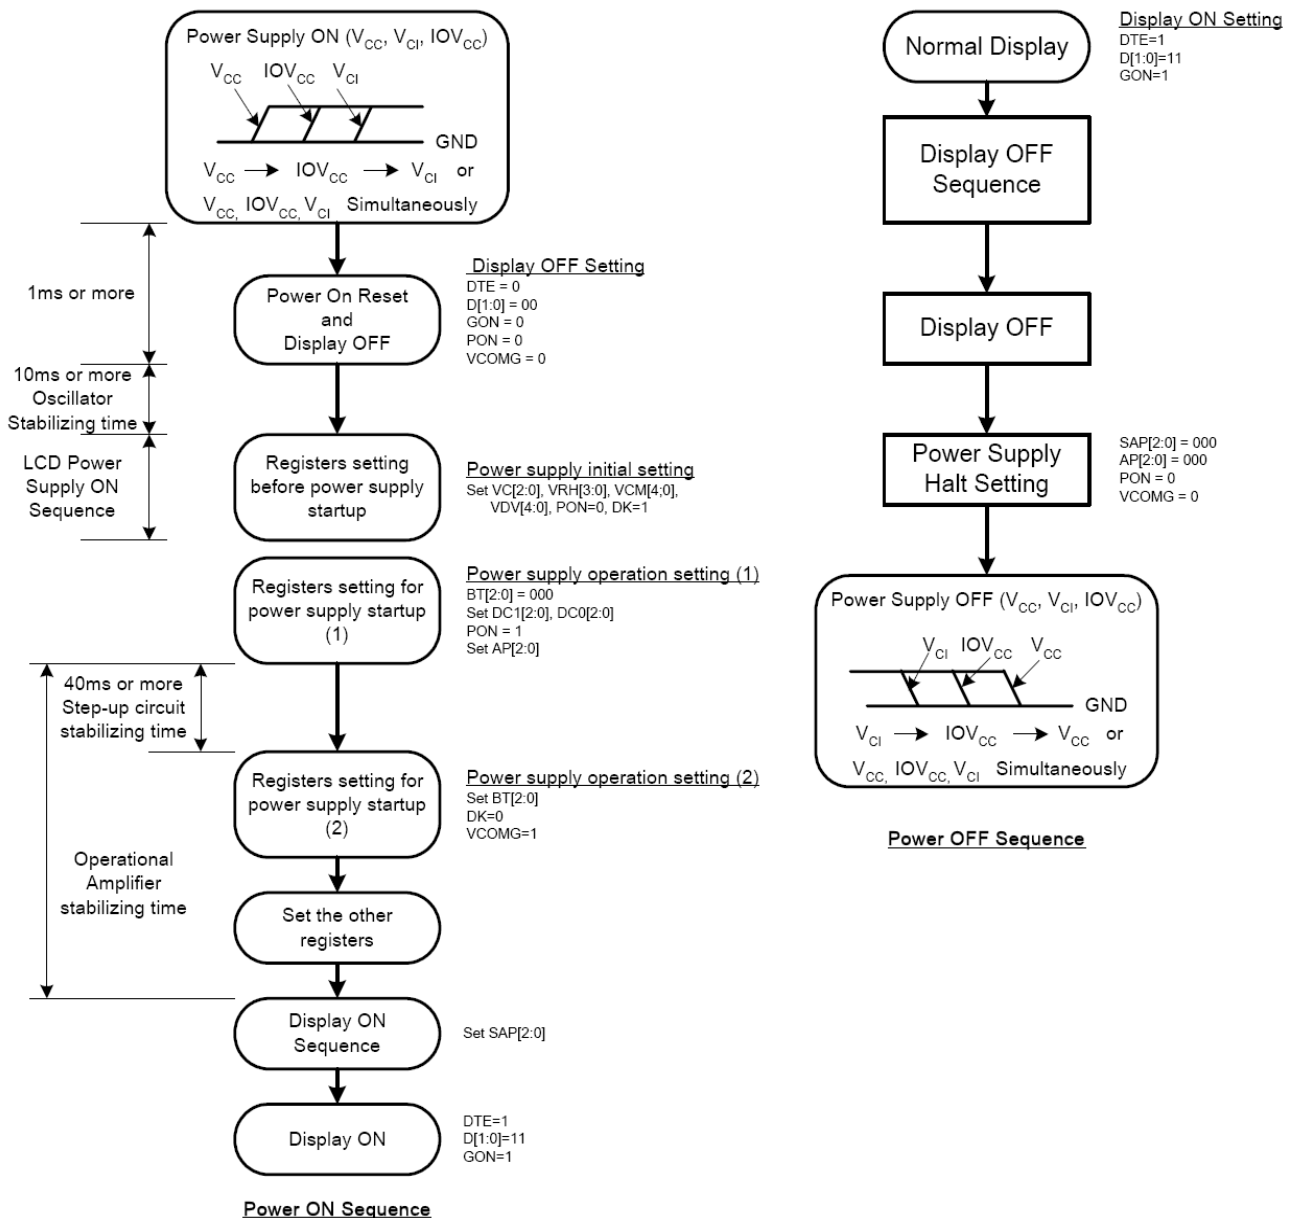 Power Supply ON (VCC, VCI, IOVCC)
VCC IOVCC VCI
GND
VCC IOVCC VCI or
VCC, IOVCC, VCI Simultaneously
1ms or more
Power On Reset
and
Display OFF
Display OFF Setting
DTE = 0
D[1:0] = 00
GON = 0
PON = 0
VCOMG = 0
10ms or more
Oscillator
Stabilizing time
LCD Power
Supply ON
Sequence
Registers setting
before power supply
startup
Power supply initial setting
Set VC[2:0], VRH[3:0], VCM[4;0],
VDV[4:0], PON=0, DK=1
Registers setting for
power supply startup
(1)
Power supply operation setting (1)
BT[2:0] = 000
Set DC1[2:0], DC0[2:0]
PON = 1
Set AP[2:0]
40ms or more
Step-up circuit
stabilizing time
Registers setting for
power supply startup
(2)
Power supply operation setting (2)
Set BT[2:0]
DK=0
VCOMG=1
Operational
Amplifier
stabilizing time
Set the other
registers
Display ON
Sequence
Set SAP[2:0]
Display ON
DTE=1
D[1:0]=11
GON=1
Power ON Sequence
Normal Display
Display ON Setting
DTE=1
D[1:0]=11
GON=1
Display OFF
Sequence
Display OFF
Power Supply
Halt Setting
SAP[2:0] = 000
AP[2:0] = 000
PON = 0
VCOMG = 0
Power Supply OFF (VCC, VCI, IOVCC)
VCI IOVCC VCC
GND
VCI IOVCC VCC or
VCC, IOVCC, VCI Simultaneously
Power OFF Sequence